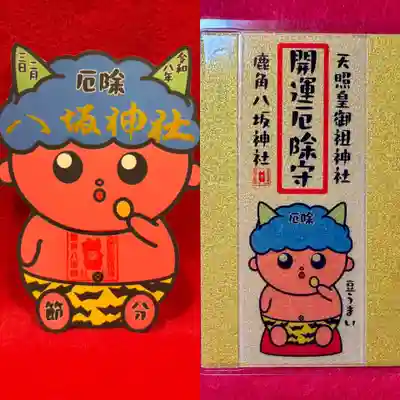 令和八年
二月
三日
厄除
八坂神社
節分
天照皇御祖神社
開運厄除守
鹿角八坂神社
厄除
豆うまい